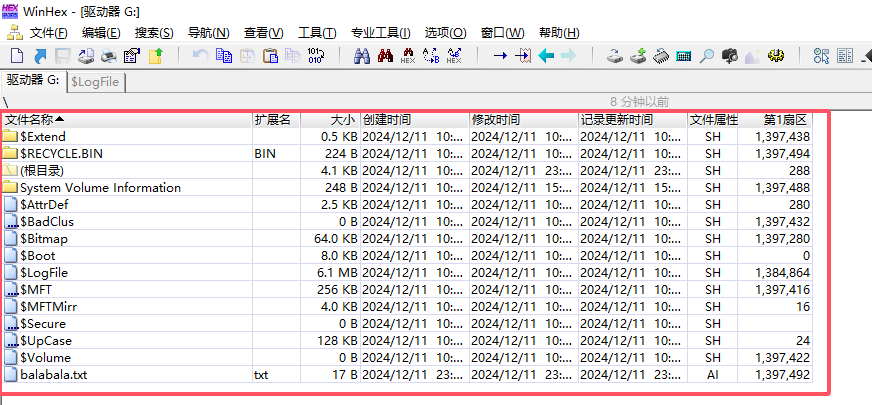 WinHex - [驱动器 G:]
文件(F) 编辑(E) 搜索(S) 导航(N) 查看(V) 工具(T) 专业工具(I) 选项(O) 窗口(W) 帮助(H)
驱动器 G: $LogFile
\ 8 分钟以前
文件名称 扩展名 大小 创建时间 修改时间 记录更新时间 文件属性 第1扇区
$Extend 0.5 KB 2024/12/11 10:... 2024/12/11 10:... 2024/12/11 10:... SH 1,397,438
$RECYCLE.BIN BIN 224 B 2024/12/11 10:... 2024/12/11 10:... 2024/12/11 10:... SH 1,397,494
(根目录) 4.1 KB 2024/12/11 10:... 2024/12/11 23:... 2024/12/11 23:... SH 288
System Volume Information 248 B 2024/12/11 10:... 2024/12/11 15:... 2024/12/11 15:... SH 1,397,488
$AttrDef 2.5 KB 2024/12/11 10:... 2024/12/11 10:... 2024/12/11 10:... SH 280
$BadClus 0 B 2024/12/11 10:... 2024/12/11 10:... 2024/12/11 10:... SH 1,397,432
$Bitmap 64.0 KB 2024/12/11 10:... 2024/12/11 10:... 2024/12/11 10:... SH 1,397,280
$Boot 8.0 KB 2024/12/11 10:... 2024/12/11 10:... 2024/12/11 10:... SH 0
$LogFile 6.1 MB 2024/12/11 10:... 2024/12/11 10:... 2024/12/11 10:... SH 1,384,864
$MFT 256 KB 2024/12/11 10:... 2024/12/11 10:... 2024/12/11 10:... SH 1,397,416
$MFTMirr 4.0 KB 2024/12/11 10:... 2024/12/11 10:... 2024/12/11 10:... SH 16
$Secure 0 B 2024/12/11 10:... 2024/12/11 10:... 2024/12/11 10:... SH
$UpCase 128 KB 2024/12/11 10:... 2024/12/11 10:... 2024/12/11 10:... SH 24
$Volume 0 B 2024/12/11 10:... 2024/12/11 10:... 2024/12/11 10:... SH 1,397,422
balabala.txt txt 17 B 2024/12/11 23:... 2024/12/11 23:... 2024/12/11 23:... AI 1,397,492